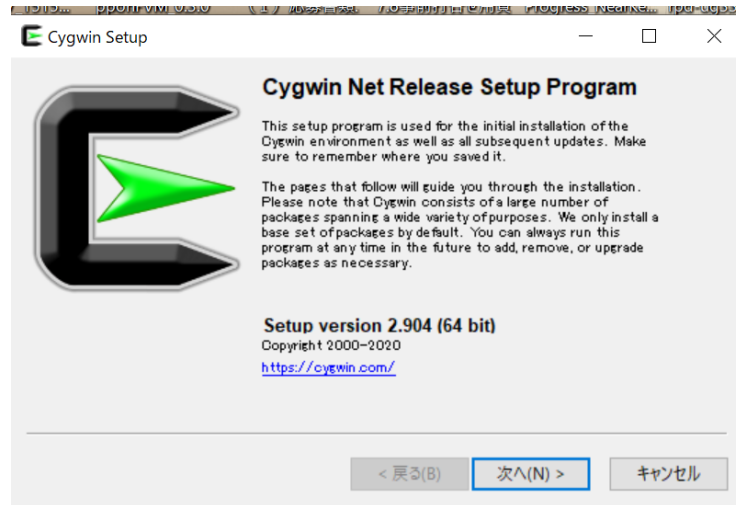 Cygwin Setup
Cygwin Net Release Setup Program
This setup program is used for the initial installation of the
Cygwin environment as well as all subsequent updates. Make
sure to remember where you saved it.
The pages that follow will guide you through the installation.
Please note that Cygwin consists of a large number of
packages spanning a wide variety of purposes. We only install a
base set of packages by default. You can always run this
program at any time in the future to add, remove, or upgrade
packages as necessary.
Setup version 2.904 (64 bit)
Copyright 2000-2020
https://cygwin.com/
< 戻る(B)
次へ(N) >
キャンセル